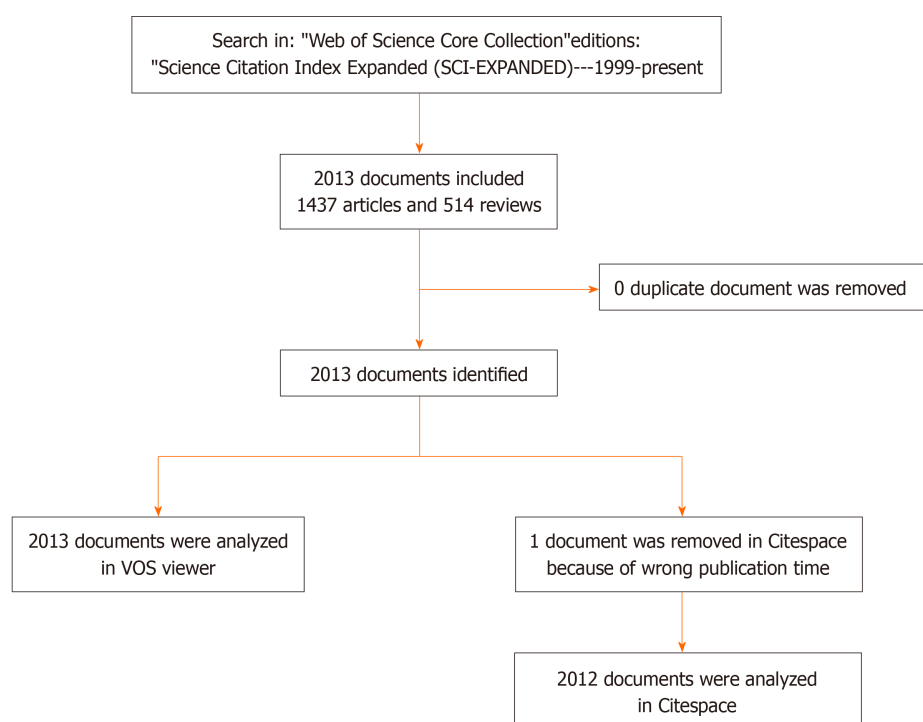 Search in: "Web of Science Core Collection"editions:
"Science Citation Index Expanded (SCI-EXPANDED)---1999-present
2013 documents included
1437 articles and 514 reviews
0 duplicate document was removed
2013 documents identified
2013 documents were analyzed
in VOS viewer
1 document was removed in Citespace
because of wrong publication time
2012 documents were analyzed
in Citespace